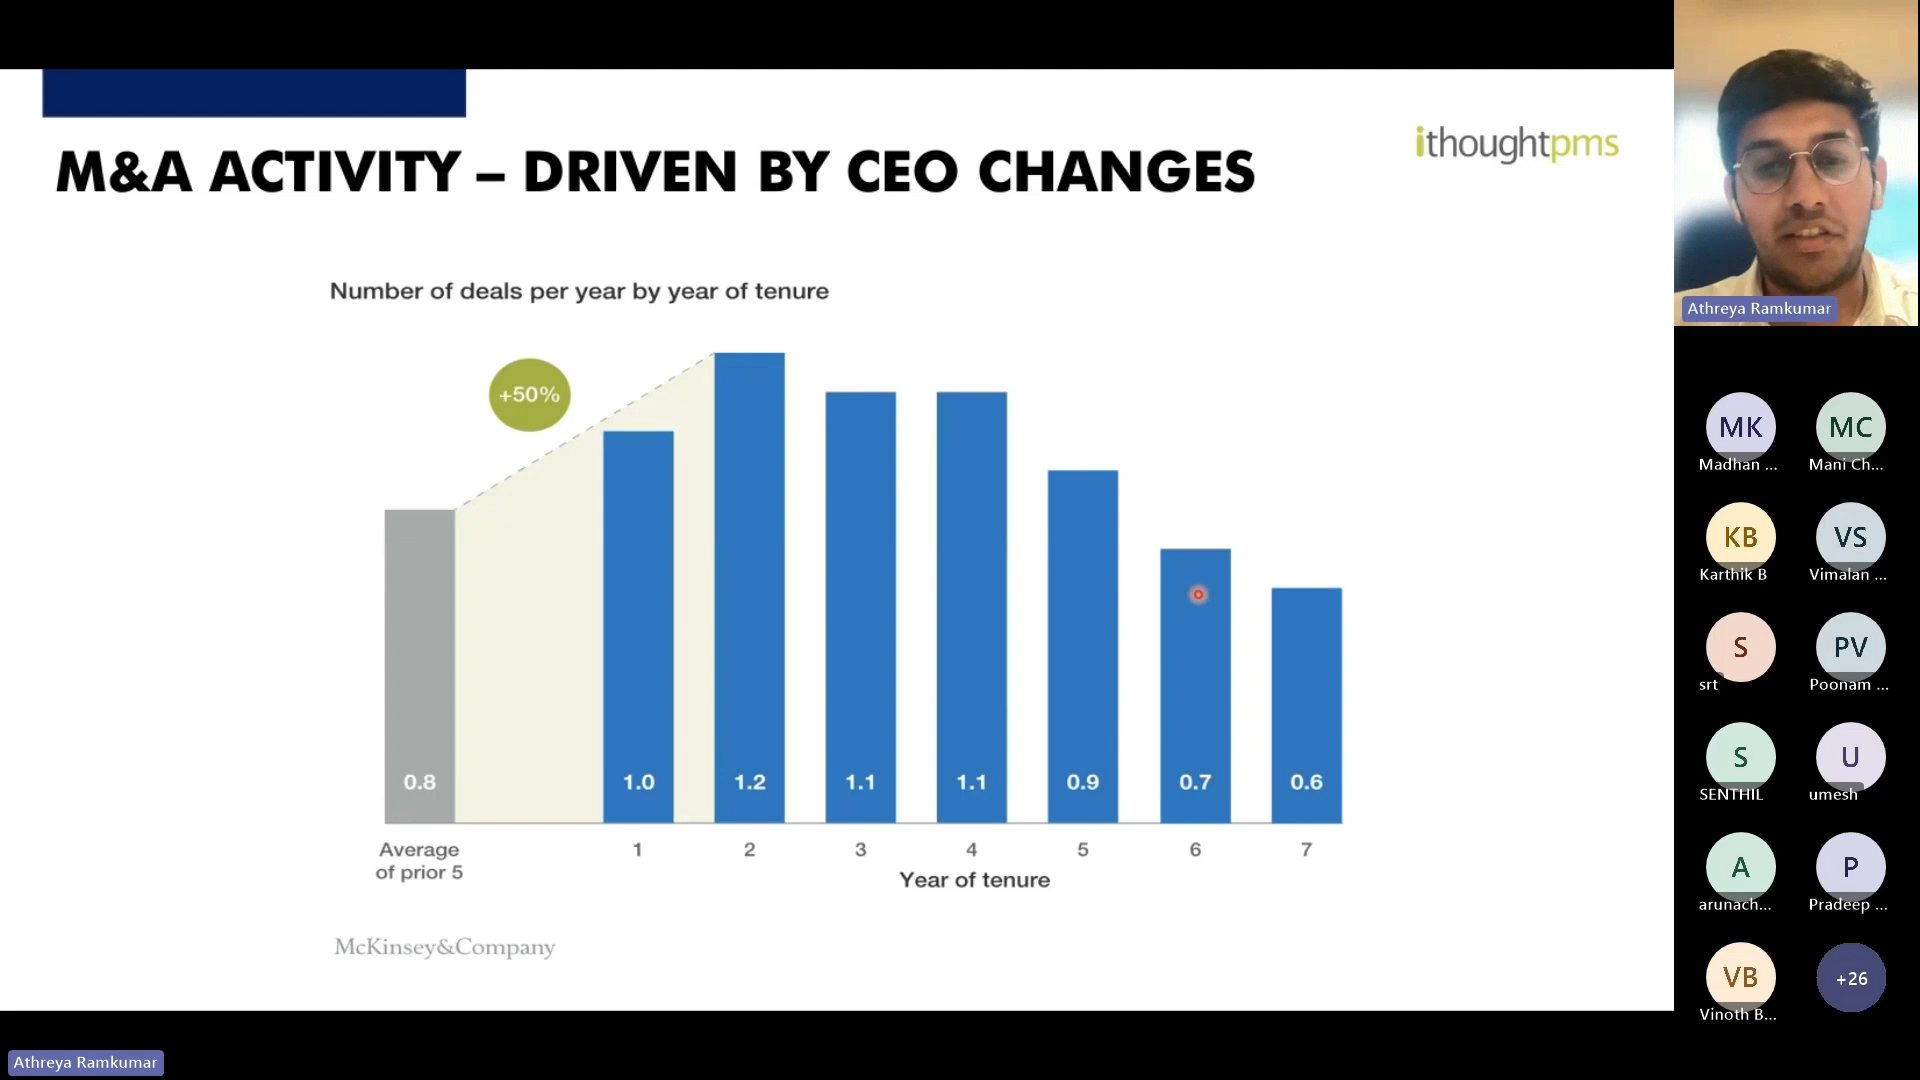 M&A ACTIVITY – DRIVEN BY CEO CHANGES
ithoughtpms
Number of deals per year by year of tenure
+50%
0.8
1.0
1.2
1.1
1.1
0.9
0.7
0.6
Average
of prior 5
1
2
3
4
5
6
7
Year of tenure
McKinsey&Company
Athreya Ramkumar
MK
Madhan ...
MC
Mani Ch...
KB
Karthik B
VS
Vimalan ...
S
srt
PV
Poonam ...
S
SENTHIL
U
umesh
A
arunach...
P
Pradeep ...
VB
Vinoth B...
+26
Athreya Ramkumar